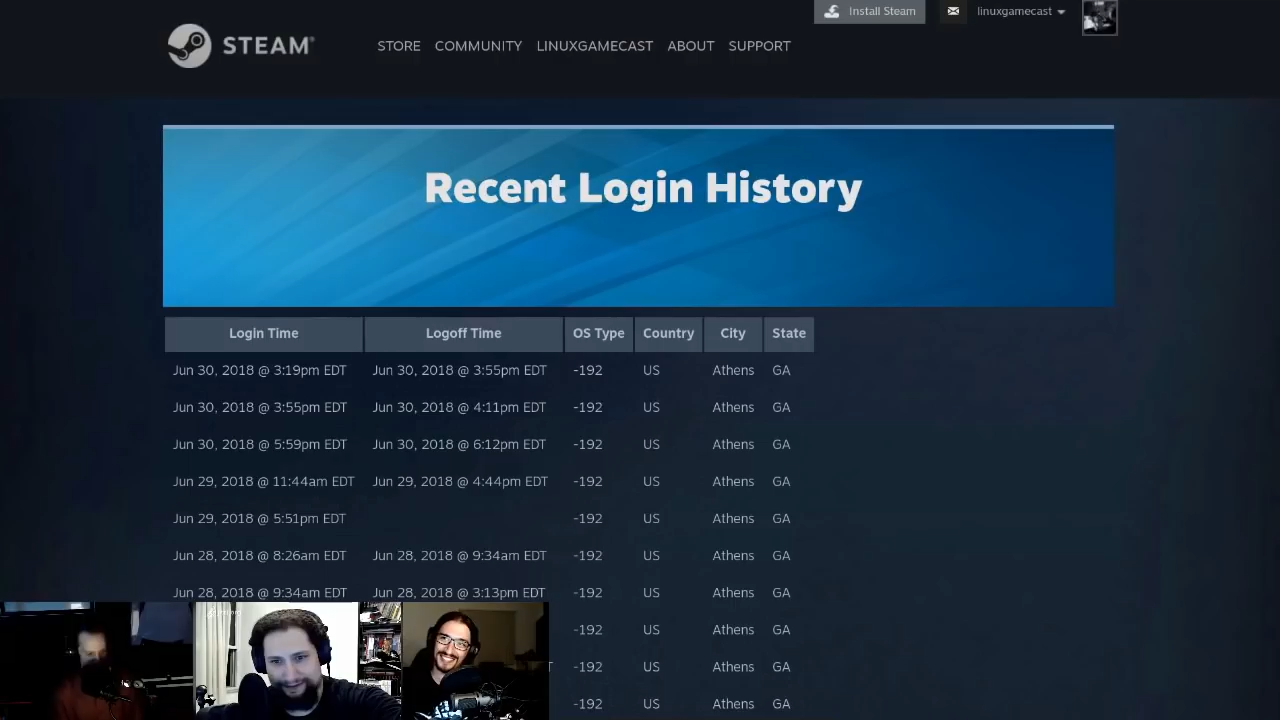 Install Steam
linuxgamecast
STEAM®
STORE COMMUNITY LINUXGAMECAST ABOUT SUPPORT
Recent Login History
Login Time Logoff Time OS Type Country City State
Jun 30, 2018 @ 3:19pm EDT Jun 30, 2018 @ 3:55pm EDT -192 US Athens GA
Jun 30, 2018 @ 3:55pm EDT Jun 30, 2018 @ 4:11pm EDT -192 US Athens GA
Jun 30, 2018 @ 5:59pm EDT Jun 30, 2018 @ 6:12pm EDT -192 US Athens GA
Jun 29, 2018 @ 11:44am EDT Jun 29, 2018 @ 4:44pm EDT -192 US Athens GA
Jun 29, 2018 @ 5:51pm EDT -192 US Athens GA
Jun 28, 2018 @ 8:26am EDT Jun 28, 2018 @ 9:34am EDT -192 US Athens GA
Jun 28, 2018 @ 9:34am EDT Jun 28, 2018 @ 3:13pm EDT -192 US Athens GA
-192 US Athens GA
T -192 US Athens GA
-192 US Athens GA